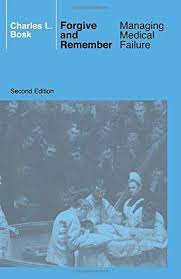 Charles L.
Bosk
Forgive
and
Remember
Managing
Medical
Failure
Second Edition